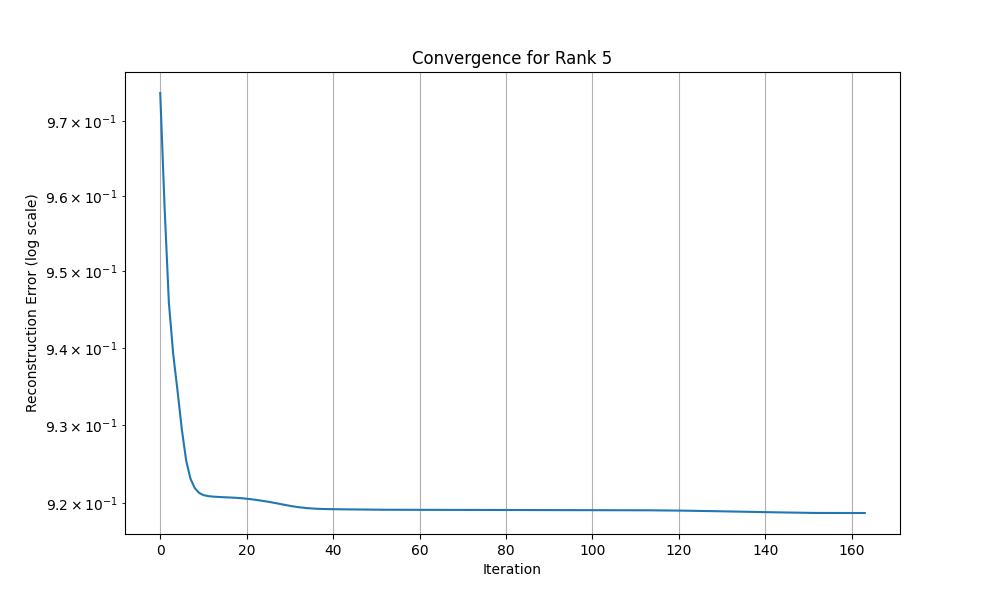 Convergence for Rank 5
Reconstruction Error (log scale)
9.7 × 10⁻¹
9.6 × 10⁻¹
9.5 × 10⁻¹
9.4 × 10⁻¹
9.3 × 10⁻¹
9.2 × 10⁻¹
0 20 40 60 80 100 120 140 160
Iteration